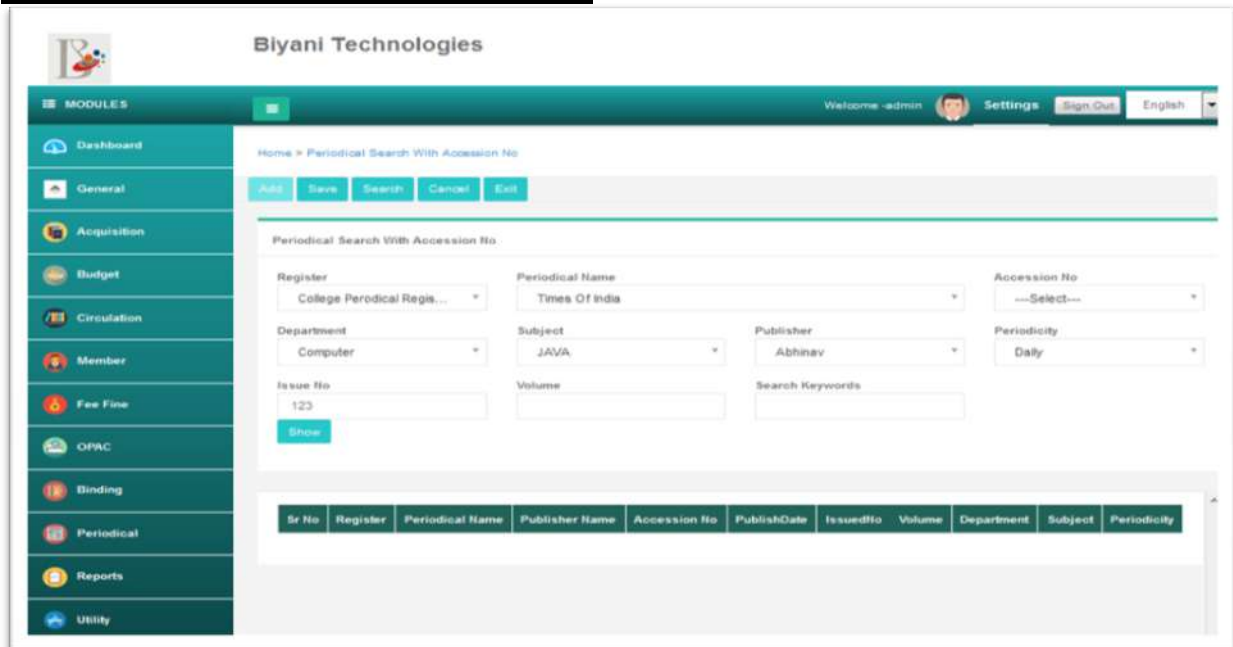 Biyani Technologies
MODULES
Welcome -admin Settings Sign Out English
Dashboard
General
Acquisition
Budget
Circulation
Member
Fee Fine
OPAC
Binding
Periodical
Reports
Utility
Home > Periodical Search With Accession No
Add Save Search Cancel Exit
Periodical Search With Accession No
Register Periodical Name Accession No
College Perodical Regis... Times Of India ---Select---
Department Subject Publisher Periodicity
Computer JAVA Abhinav Daily
Issue No Volume Search Keywords
123
Show
Sr No Register Periodical Name Publisher Name Accession No PublishDate IssuedNo Volume Department Subject Periodicity